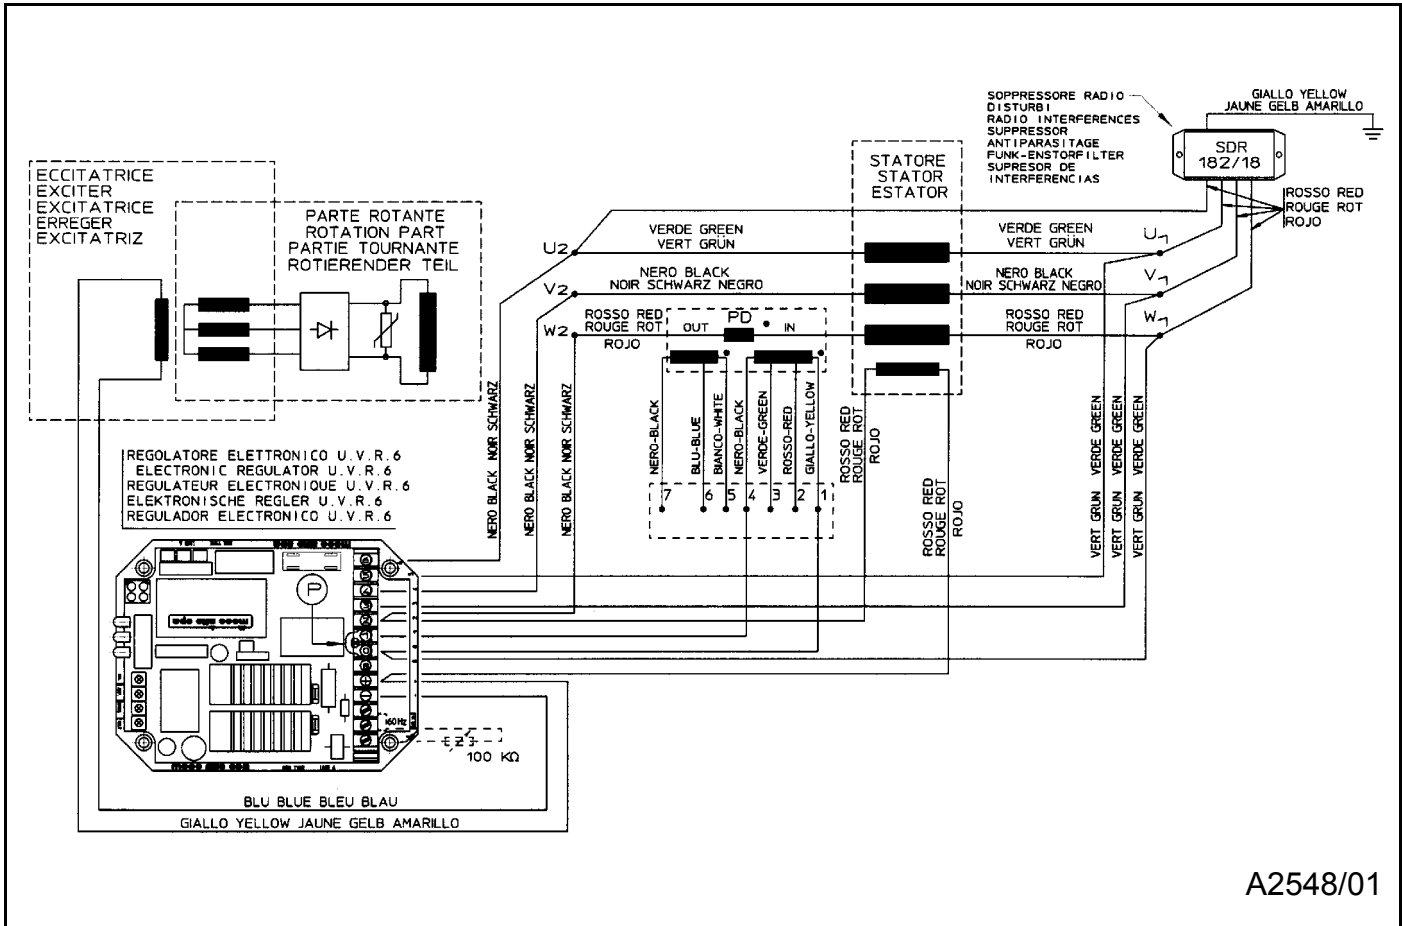 SOPPRESSORE RADIO
DISTURBI
RADIO INTERFERENCES
SUPPRESSOR
ANTIPARASITAGE
FUNK-ENSTORFILTER
SUPRESOR DE
INTERFERENCIAS
GIALLO YELLOW
JAUNE GELB AMARILLO
SDR
182/18
ROSSO RED
ROUGE ROT
ROJO
ECCITATRICE
EXCITER
EXCITATRICE
ERREGER
EXCITATRIZ
PARTE ROTANTE
ROTATION PART
PARTIE TOURNANTE
ROTIERENDER TEIL
STATORE
STATOR
ESTATOR
U2
VERDE GREEN
VERT GRÜN
VERDE GREEN
VERT GRÜN
U1
V2
NERO BLACK
NOIR SCHWARZ NEGRO
NERO BLACK
NOIR SCHWARZ NEGRO
V1
W2
ROSSO RED
ROUGE ROT
ROJO
OUT
PD
IN
ROSSO RED
ROUGE ROT
ROJO
W1
NERO BLACK NOIR SCHWARZ
NERO BLACK NOIR SCHWARZ
NERO BLACK NOIR SCHWARZ
NERO-BLACK
BLU-BLUE
BIANCO-WHITE
NERO-BLACK
VERDE-GREEN
ROSSO-RED
GIALLO-YELLOW
7 6 5 4 3 2 1
ROSSO RED
ROUGE ROT
ROJO
ROSSO RED
ROUGE ROT
ROJO
VERT GRUN VERDE GREEN
VERT GRUN VERDE GREEN
VERT GRUN VERDE GREEN
REGOLATORE ELETTRONICO U.V.R.6
ELECTRONIC REGULATOR U.V.R.6
REGULATEUR ELECTRONIQUE U.V.R.6
ELEKTRONISCHE REGLER U.V.R.6
REGULADOR ELECTRONICO U.V.R.6
P
60Hz
100 KΩ
BLU BLUE BLEU BLAU
GIALLO YELLOW JAUNE GELB AMARILLO
A2548/01